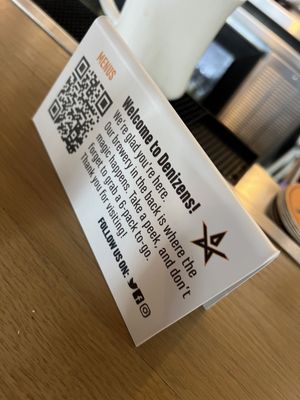 MENUS
Welcome to Denizens!
We're glad you're here.
Our brewery in the back is where the
magic happens. Take a peek, and don't
forget to grab a 6-pack to-go.
Thank you for visiting!
FOLLOW US ON: